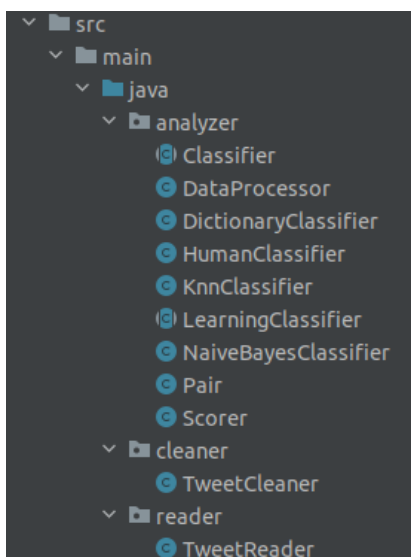 src
main
java
analyzer
Classifier
DataProcessor
DictionaryClassifier
HumanClassifier
KnnClassifier
LearningClassifier
NaiveBayesClassifier
Pair
Scorer
cleaner
TweetCleaner
reader
TweetReader